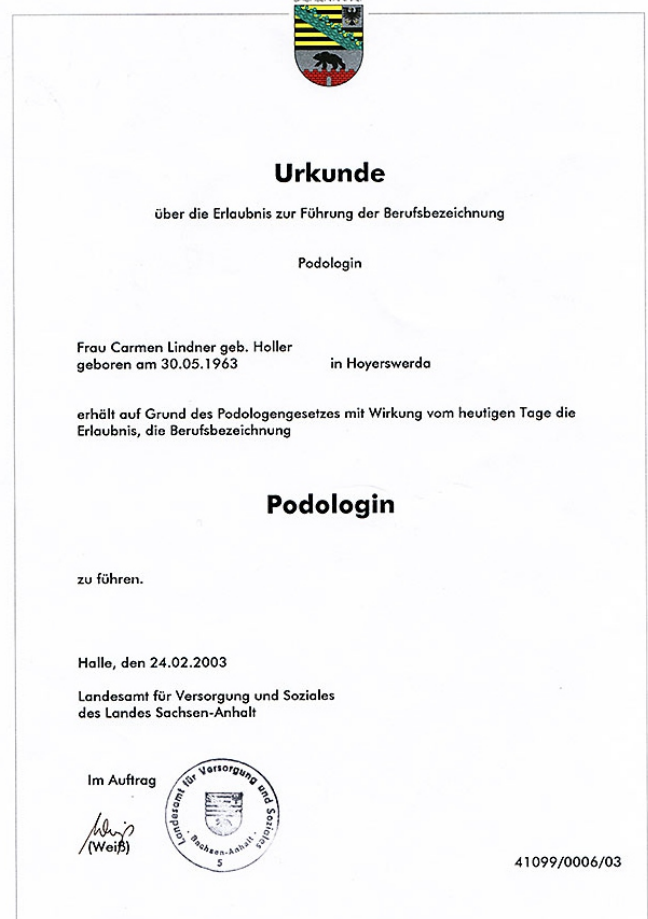 Urkunde
über die Erlaubnis zur Führung der Berufsbezeichnung
Podologin
Frau Carmen Lindner geb. Holler
geboren am 30.05.1963 in Hoyerswerda
erhält auf Grund des Podologengesetzes mit Wirkung vom heutigen Tage die
Erlaubnis, die Berufsbezeichnung
Podologin
zu führen.
Halle, den 24.02.2003
Landesamt für Versorgung und Soziales
des Landes Sachsen-Anhalt
Im Auftrag
Landesamt für Versorgung und Soziales
- Sachsen-Anhalt -
5
(Weiß)
41099/0006/03